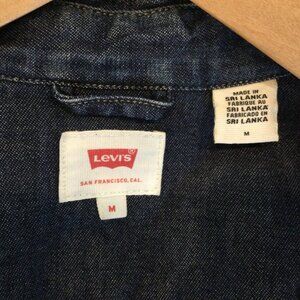 LEVI'S
SAN FRANCISCO, CAL.
M
MADE IN
SRI LANKA
FABRIQUE AU
SRI LANKA
FABRICADO EN
SRI LANKA
M